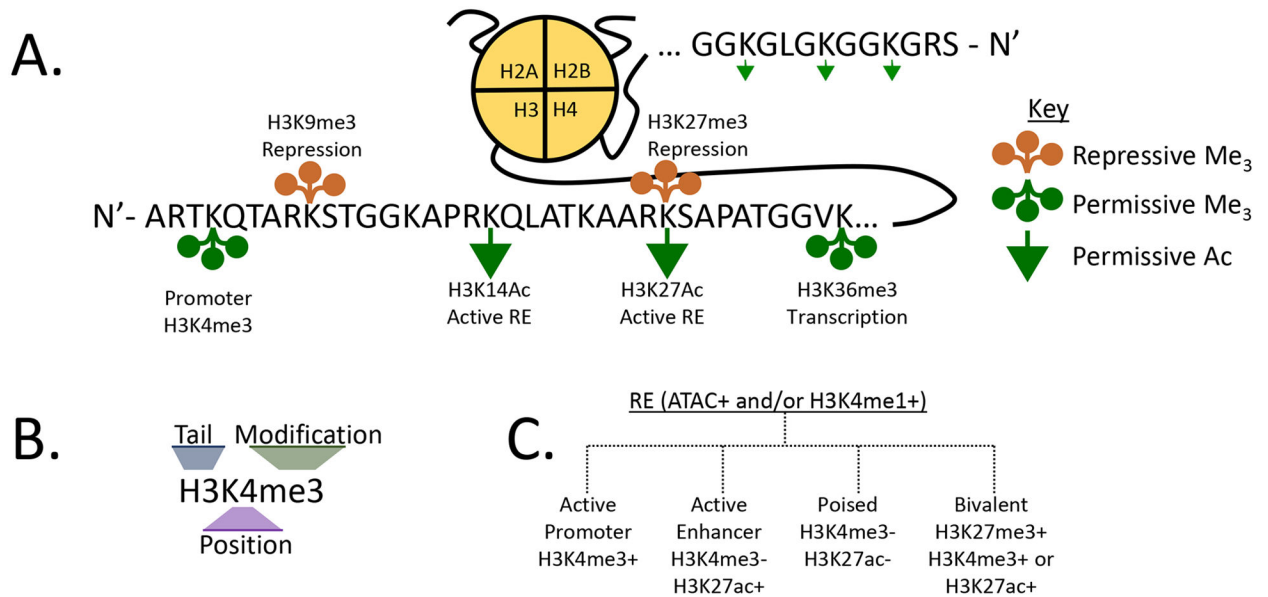 A.
H2A
H2B
H3
H4
... GGKGLGKGGKGRS - N'
H3K9me3
Repression
H3K27me3
Repression
N'- ARTKQTARKSTGGKAPRKQLATKAARKSAPATGGVK...
Promoter
H3K4me3
H3K14Ac
Active RE
H3K27Ac
Active RE
H3K36me3
Transcription
Key
Repressive Me₃
Permissive Me₃
Permissive Ac
B.
Tail
Modification
H3K4me3
Position
C.
RE (ATAC+ and/or H3K4me1+)
Active
Promoter
H3K4me3+
Active
Enhancer
H3K4me3-
H3K27ac+
Poised
H3K4me3-
H3K27ac-
Bivalent
H3K27me3+
H3K4me3+ or
H3K27ac+